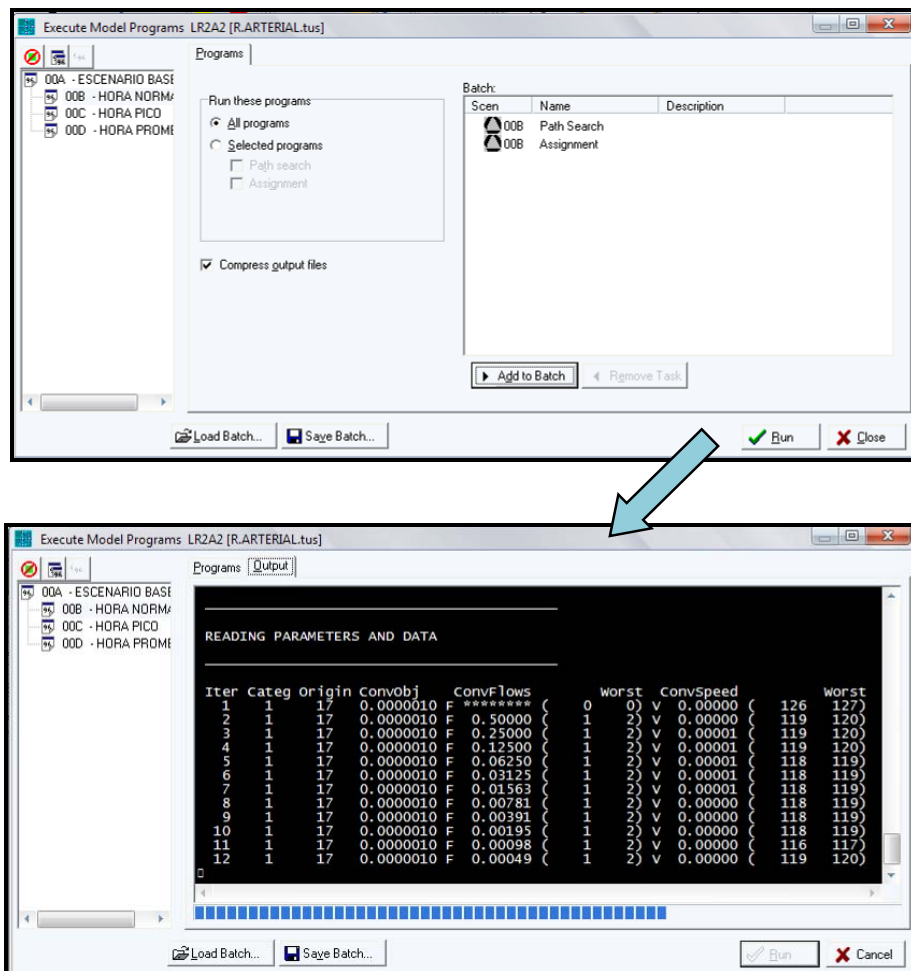 Execute Model Programs LR2A2 [R.ARTERIAL.tus]
Programs
00A - ESCENARIO BASE
00B - HORA NORMA
00C - HORA PICO
00D - HORA PROME
Run these programs
All programs
Selected programs
Path search
Assignment
Compress output files
Batch:
Scen Name Description
00B Path Search
00B Assignment
Add to Batch Remove Task
Load Batch... Save Batch... Run Close
Execute Model Programs LR2A2 [R.ARTERIAL.tus]
Programs Output
00A - ESCENARIO BASE
00B - HORA NORMA
00C - HORA PICO
00D - HORA PROME
READING PARAMETERS AND DATA
Iter Categ Origin ConvObj ConvFlows Worst ConvSpeed Worst
1 1 17 0.0000010 F ******** ( 0 0) V 0.00000 ( 126 127)
2 1 17 0.0000010 F 0.50000 ( 1 2) V 0.00000 ( 119 120)
3 1 17 0.0000010 F 0.25000 ( 1 2) V 0.00001 ( 119 120)
4 1 17 0.0000010 F 0.12500 ( 1 2) V 0.00001 ( 119 120)
5 1 17 0.0000010 F 0.06250 ( 1 2) V 0.00001 ( 118 119)
6 1 17 0.0000010 F 0.03125 ( 1 2) V 0.00001 ( 118 119)
7 1 17 0.0000010 F 0.01563 ( 1 2) V 0.00001 ( 118 119)
8 1 17 0.0000010 F 0.00781 ( 1 2) V 0.00000 ( 118 119)
9 1 17 0.0000010 F 0.00391 ( 1 2) V 0.00000 ( 118 119)
10 1 17 0.0000010 F 0.00195 ( 1 2) V 0.00000 ( 118 119)
11 1 17 0.0000010 F 0.00098 ( 1 2) V 0.00000 ( 116 117)
12 1 17 0.0000010 F 0.00049 ( 1 2) V 0.00000 ( 119 120)
Load Batch... Save Batch... Run Cancel